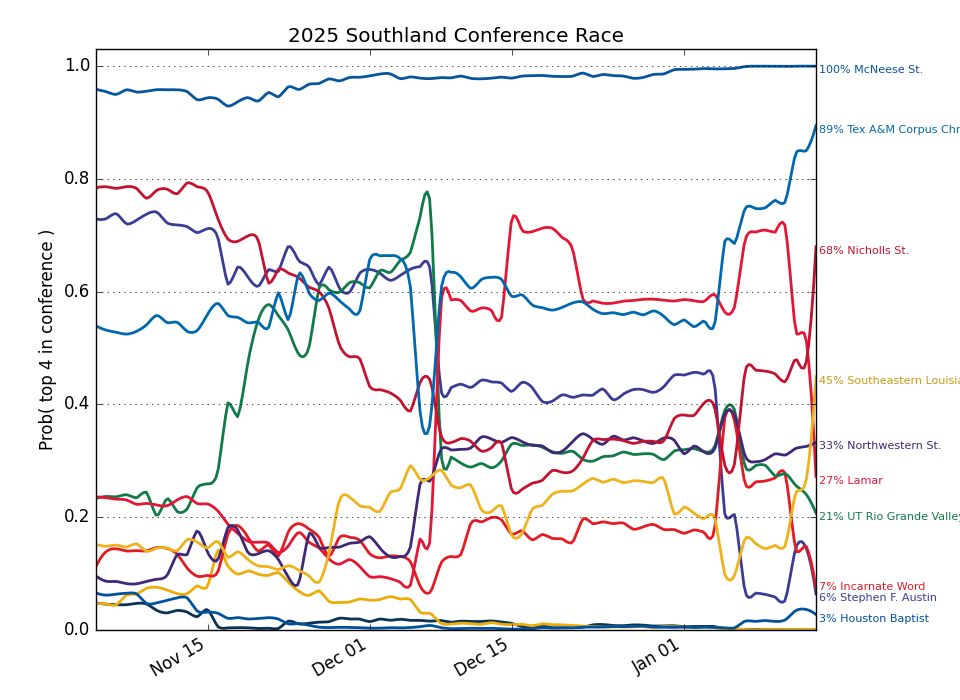 2025 Southland Conference Race
Prob( top 4 in conference )
1.0
0.8
0.6
0.4
0.2
0.0
Nov 15
Dec 01
Dec 15
Jan 01
100% McNeese St.
89% Tex A&M Corpus Chr
68% Nicholls St.
45% Southeastern Louisia
33% Northwestern St.
27% Lamar
21% UT Rio Grande Valley
7% Incarnate Word
6% Stephen F. Austin
3% Houston Baptist